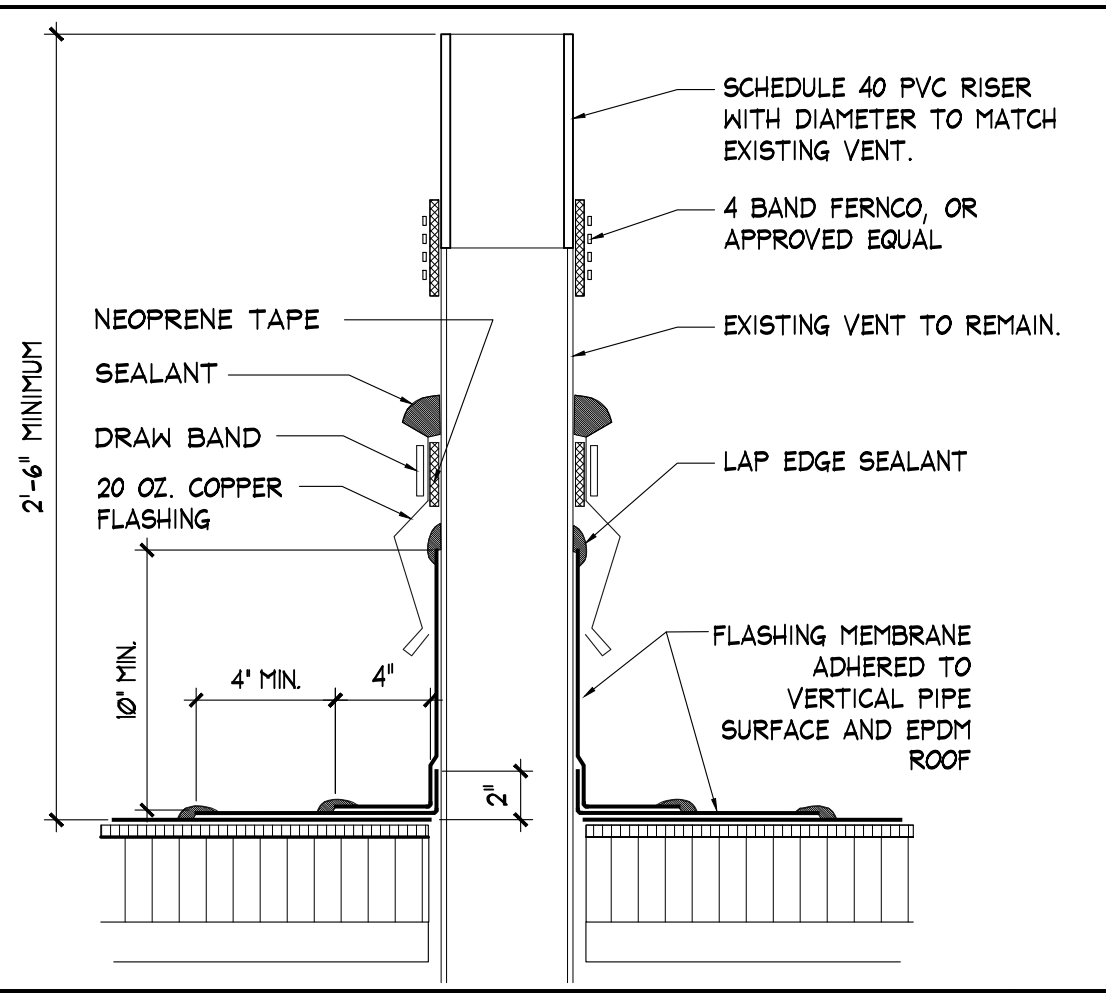 SCHEDULE 40 PVC RISER
WITH DIAMETER TO MATCH
EXISTING VENT.
4 BAND FERNCO, OR
APPROVED EQUAL
NEOPRENE TAPE
EXISTING VENT TO REMAIN.
SEALANT
DRAW BAND
LAP EDGE SEALANT
20 OZ. COPPER
FLASHING
2'-6" MINIMUM
FLASHING MEMBRANE
ADHERED TO
VERTICAL PIPE
SURFACE AND EPDM
ROOF
10" MIN.
4" MIN.
4"
2"